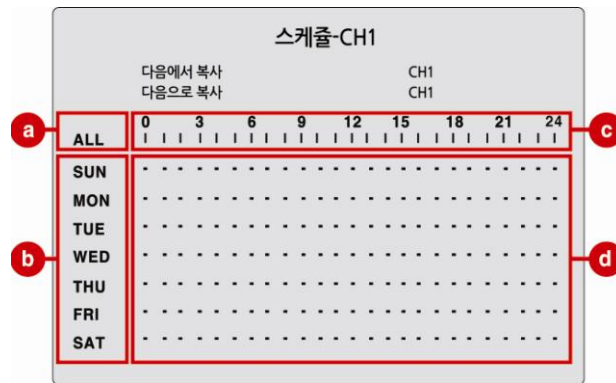 스케쥴-CH1
다음에서 복사 CH1
다음으로 복사 CH1
0 3 6 9 12 15 18 21 24
a ALL c
SUN
MON
TUE
b WED d
THU
FRI
SAT